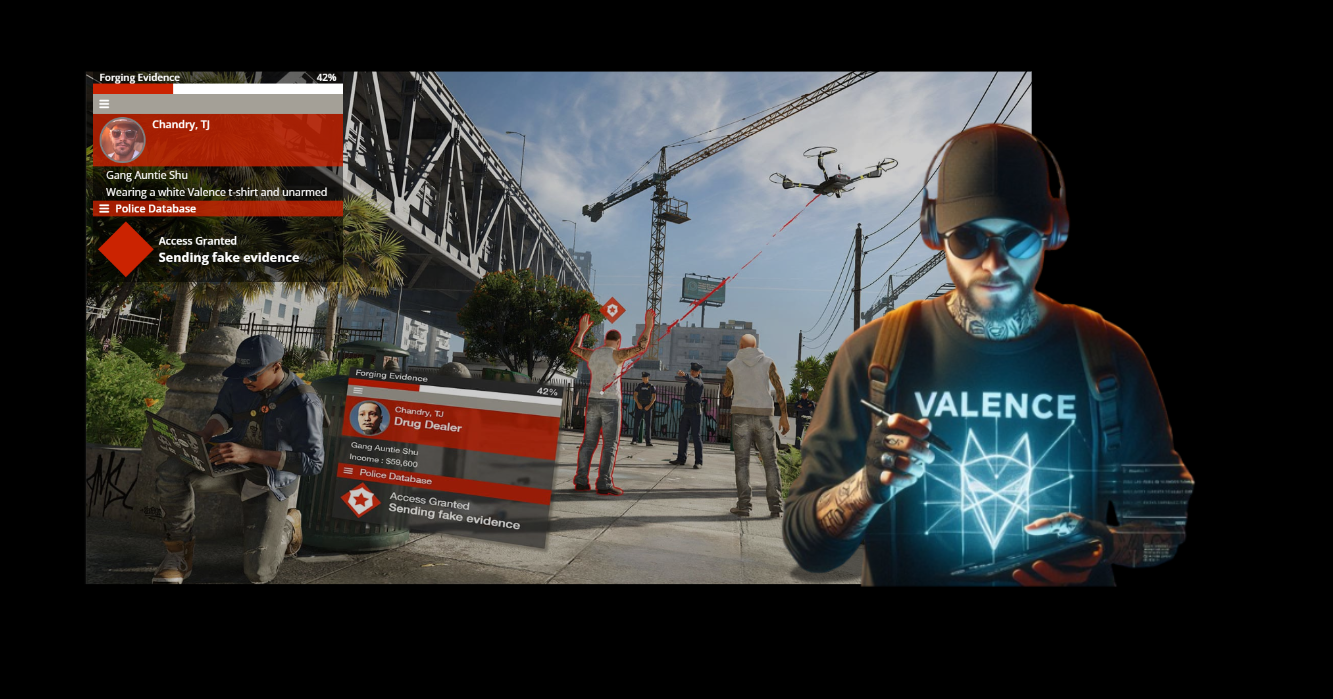 Forging Evidence 42%
Chandry, TJ
Gang Auntie Shu
Wearing a white Valence t-shirt and unarmed
Police Database
Access Granted
Sending fake evidence
Forging Evidence 42%
Chandry, TJ
Drug Dealer
Gang Auntie Shu
Income : $59,600
Police Database
Access Granted
Sending fake evidence
VALENCE